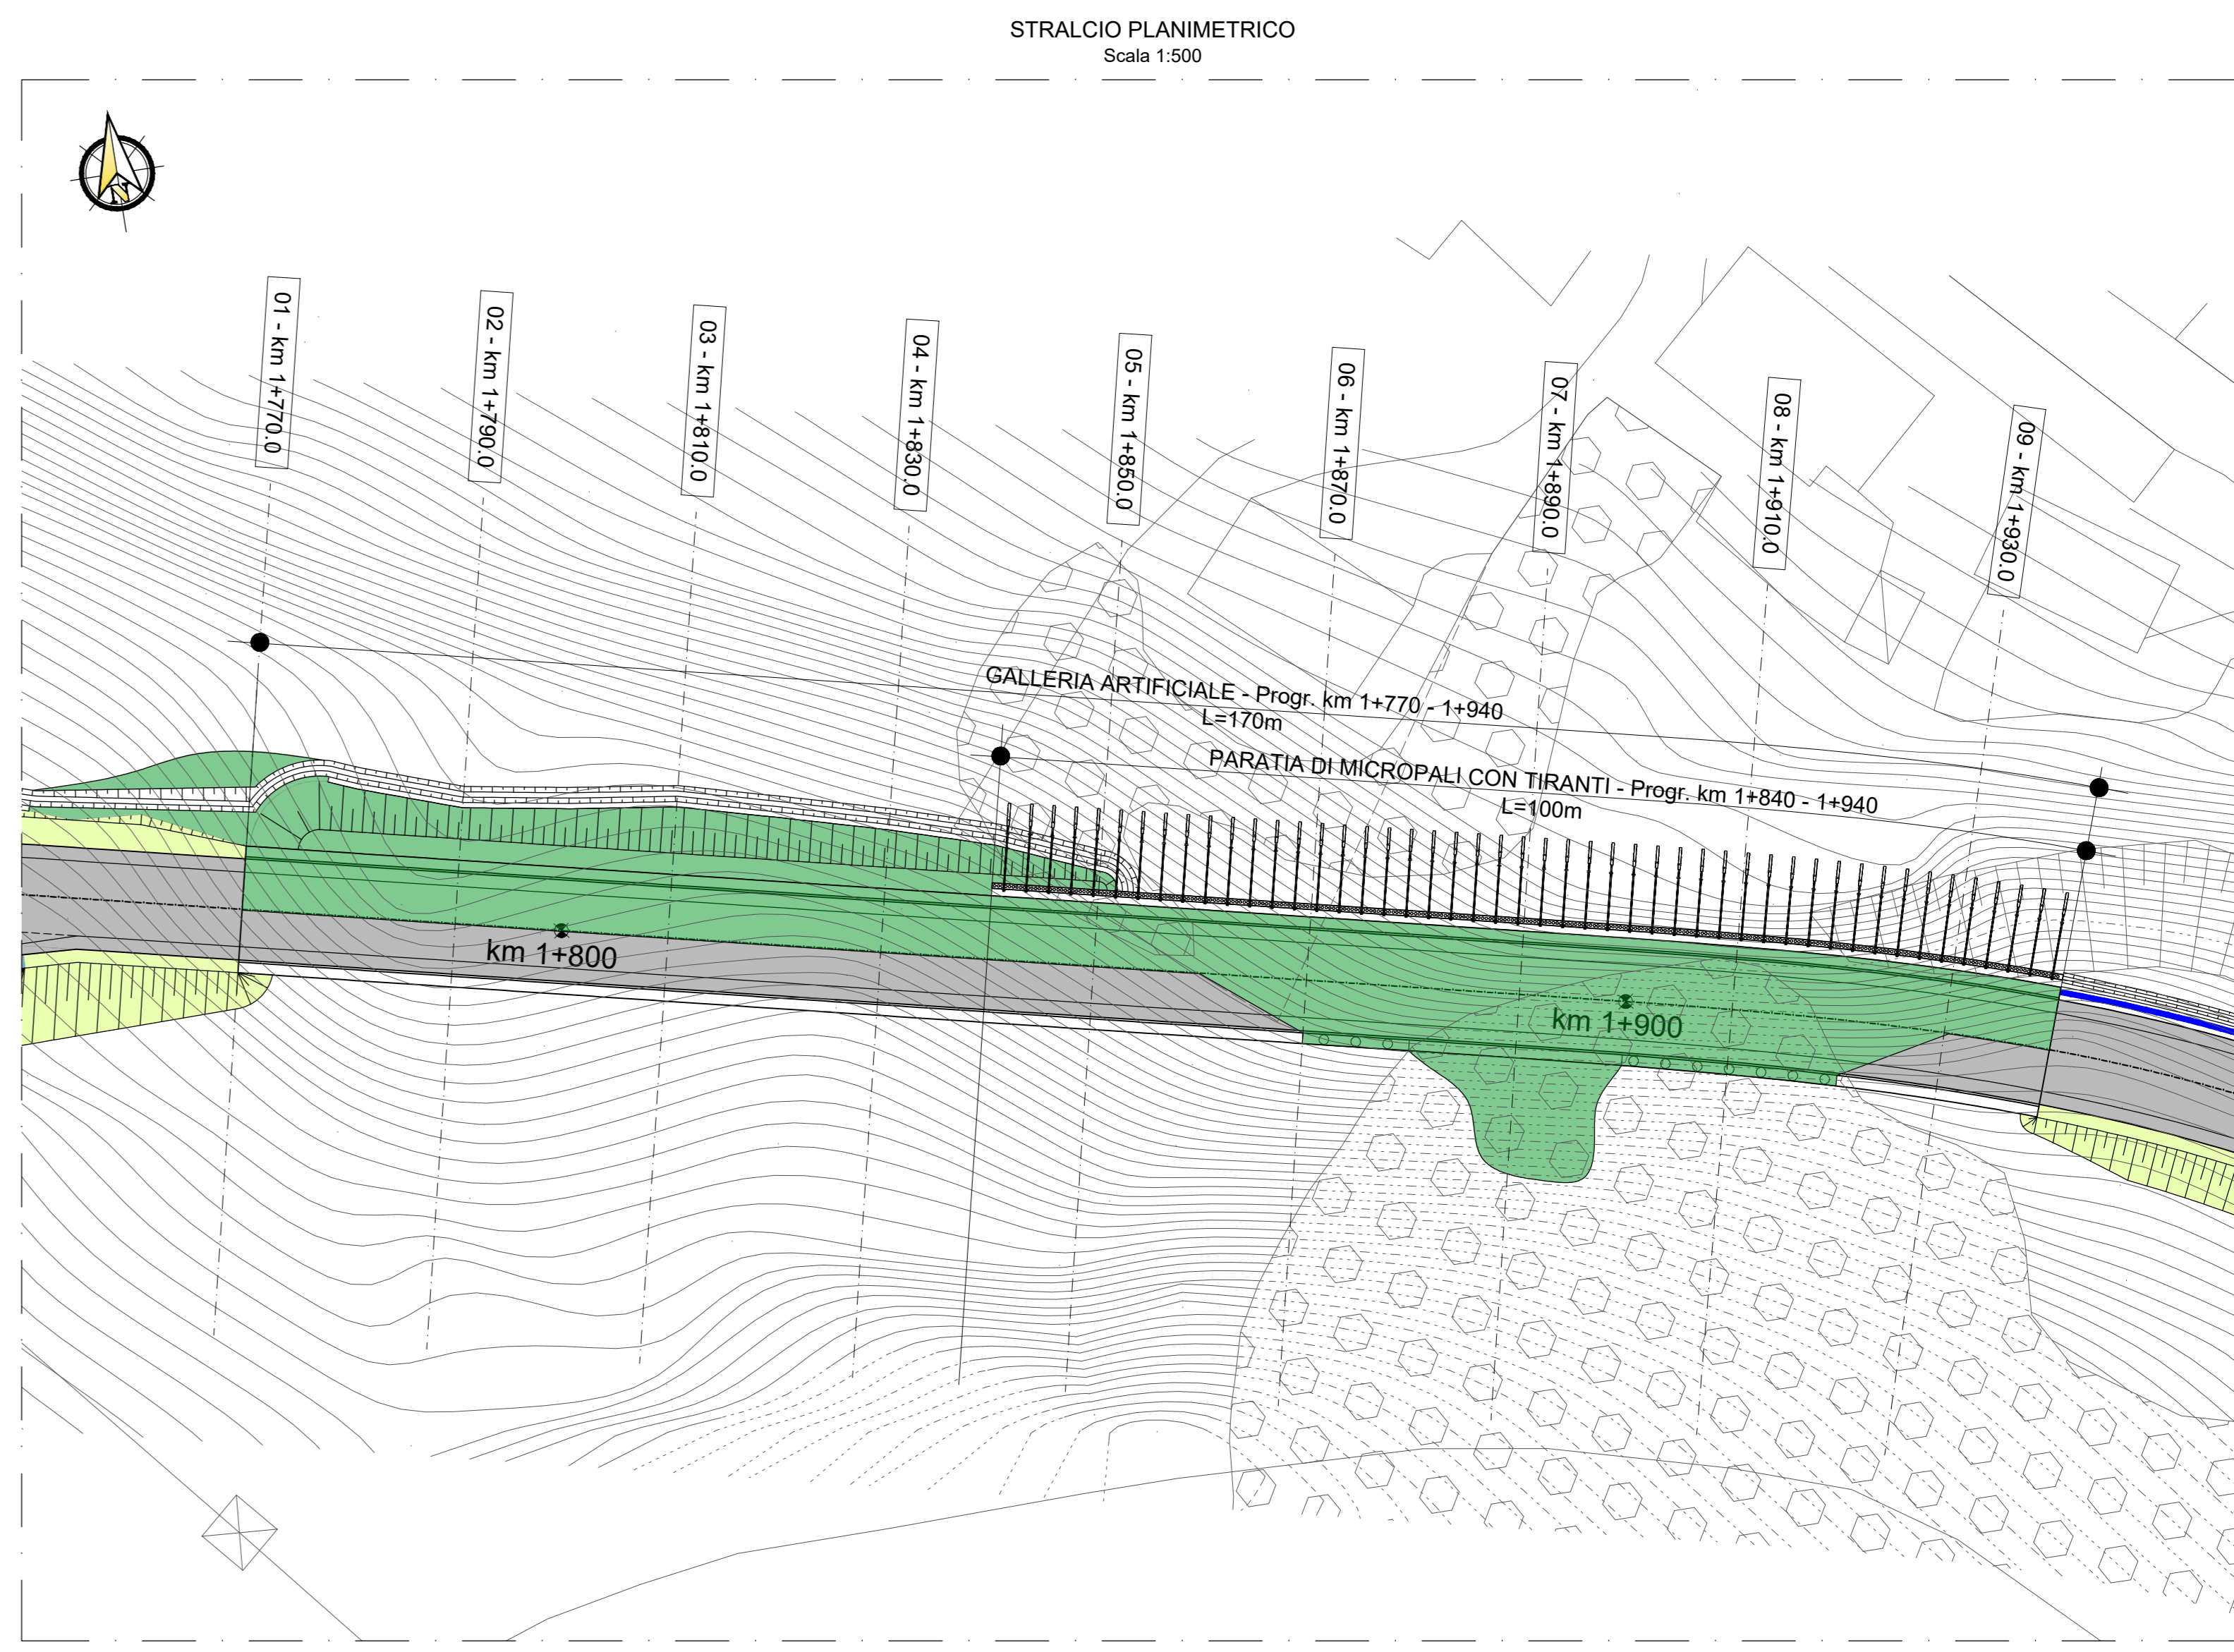 STRALCIO PLANIMETRICO
Scala 1:500
N
01 - km 1+770.0
02 - km 1+790.0
03 - km 1+810.0
04 - km 1+830.0
05 - km 1+850.0
06 - km 1+870.0
07 - km 1+890.0
08 - km 1+910.0
09 - km 1+930.0
GALLERIA ARTIFICIALE - Progr. km 1+770 - 1+940
L=170m
PARATIA DI MICROPALI CON TIRANTI - Progr. km 1+840 - 1+940
L=100m
km 1+800
km 1+900